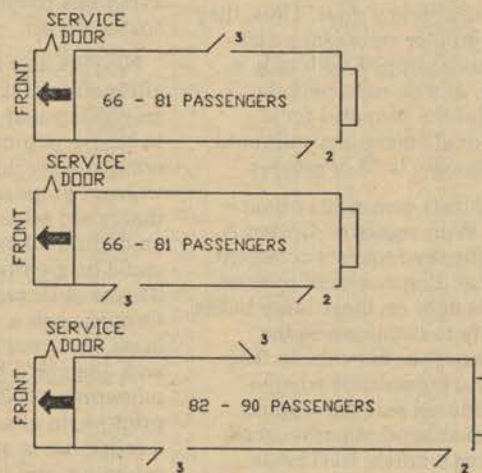 SERVICE
DOOR
3
FRONT
66 - 81 PASSENGERS
2
SERVICE
DOOR
FRONT
66 - 81 PASSENGERS
3
2
SERVICE
DOOR
3
FRONT
82 - 90 PASSENGERS
3
2